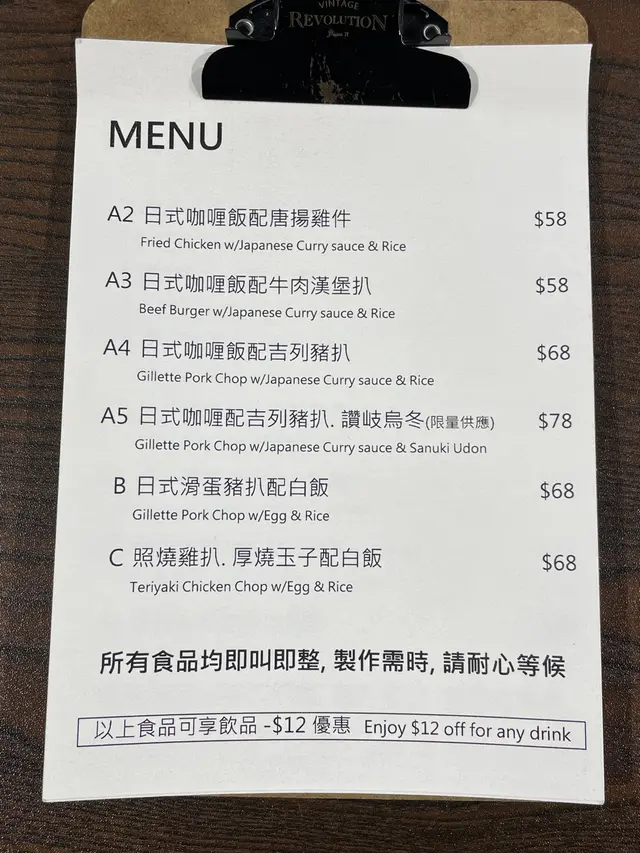 VINTAGE
REVOLUTION
MENU
A2 日式咖喱飯配唐揚雞件 $58
Fried Chicken w/Japanese Curry sauce & Rice
A3 日式咖喱飯配牛肉漢堡扒 $58
Beef Burger w/Japanese Curry sauce & Rice
A4 日式咖喱飯配吉列豬扒 $68
Gillette Pork Chop w/Japanese Curry sauce & Rice
A5 日式咖喱配吉列豬扒. 讚岐烏冬(限量供應) $78
Gillette Pork Chop w/Japanese Curry sauce & Sanuki Udon
B 日式滑蛋豬扒配白飯 $68
Gillette Pork Chop w/Egg & Rice
C 照燒雞扒. 厚燒玉子配白飯 $68
Teriyaki Chicken Chop w/Egg & Rice
所有食品均即叫即整, 製作需時, 請耐心等候
以上食品可享飲品 -$12 優惠 Enjoy $12 off for any drink